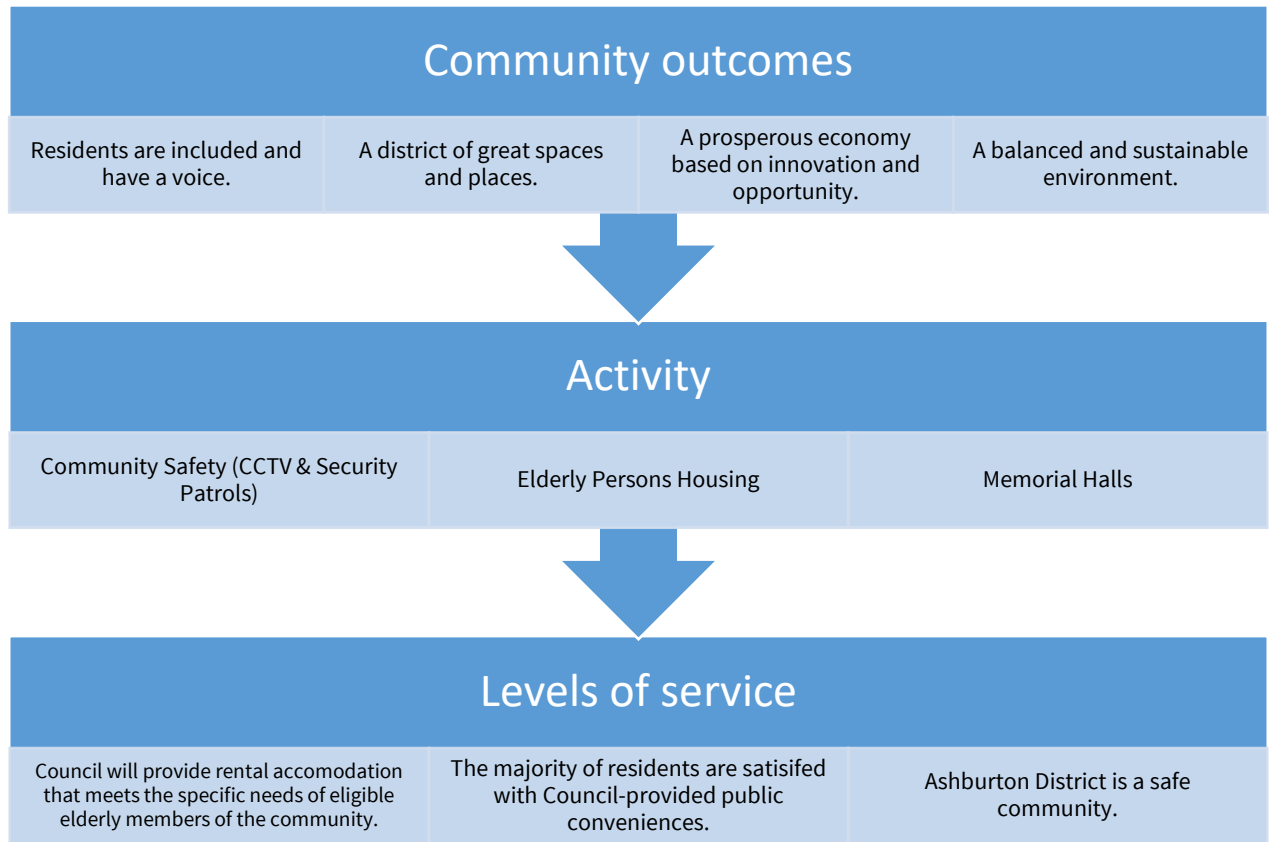 Community outcomes
Residents are included and
have a voice.
A district of great spaces
and places.
A prosperous economy
based on innovation and
opportunity.
A balanced and sustainable
environment.
Activity
Community Safety (CCTV & Security
Patrols)
Elderly Persons Housing
Memorial Halls
Levels of service
Council will provide rental accomodation
that meets the specific needs of eligible
elderly members of the community.
The majority of residents are satisifed
with Council-provided public
conveniences.
Ashburton District is a safe
community.